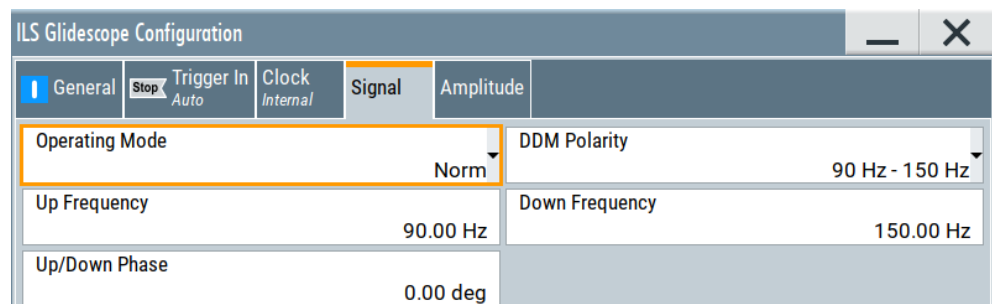 ILS Glidescope Configuration
General Stop Trigger In Auto Clock Internal Signal Amplitude
Operating Mode DDM Polarity
Norm 90 Hz - 150 Hz
Up Frequency Down Frequency
90.00 Hz 150.00 Hz
Up/Down Phase
0.00 deg